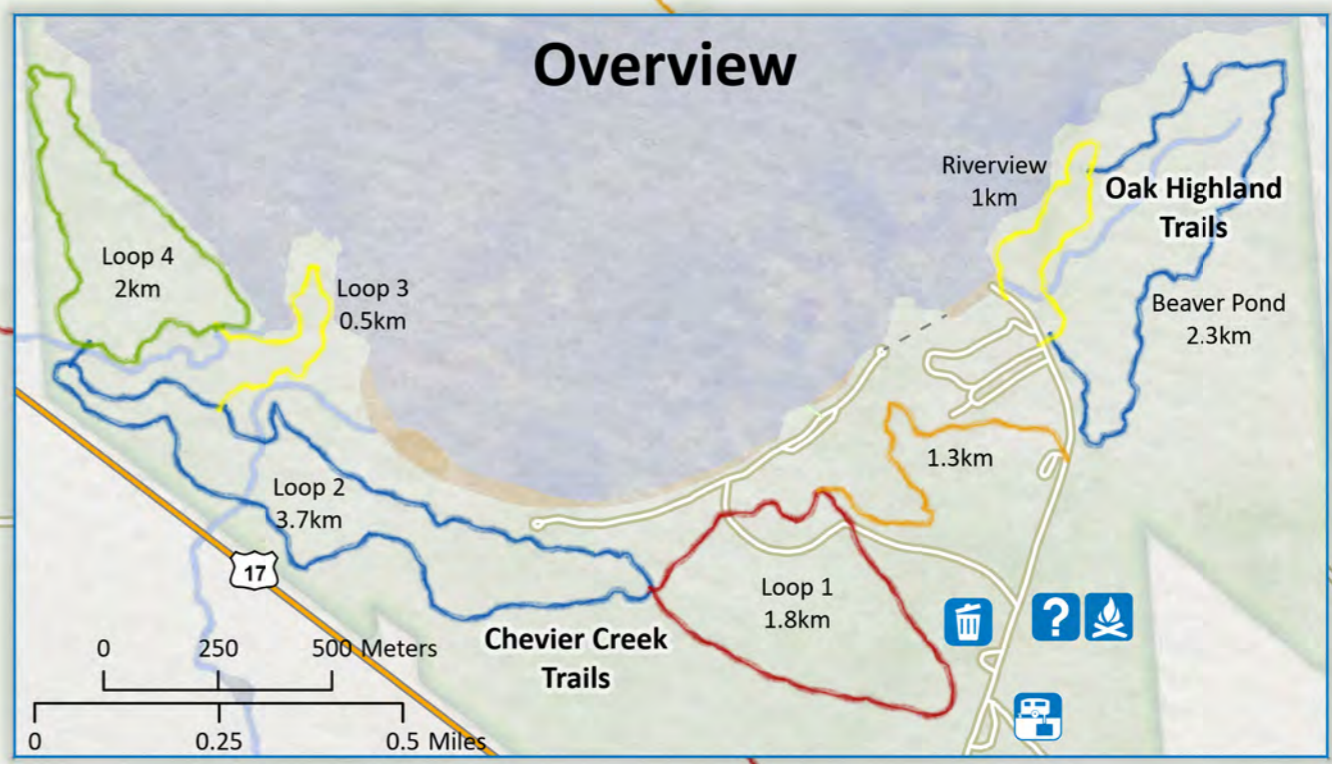 Overview
Riverview
1km
Oak Highland
Trails
Loop 4
2km
Loop 3
0.5km
Beaver Pond
2.3km
1.3km
Loop 2
3.7km
17
Loop 1
1.8km
?
Chevier Creek
Trails
0 250 500 Meters
0 0.25 0.5 Miles